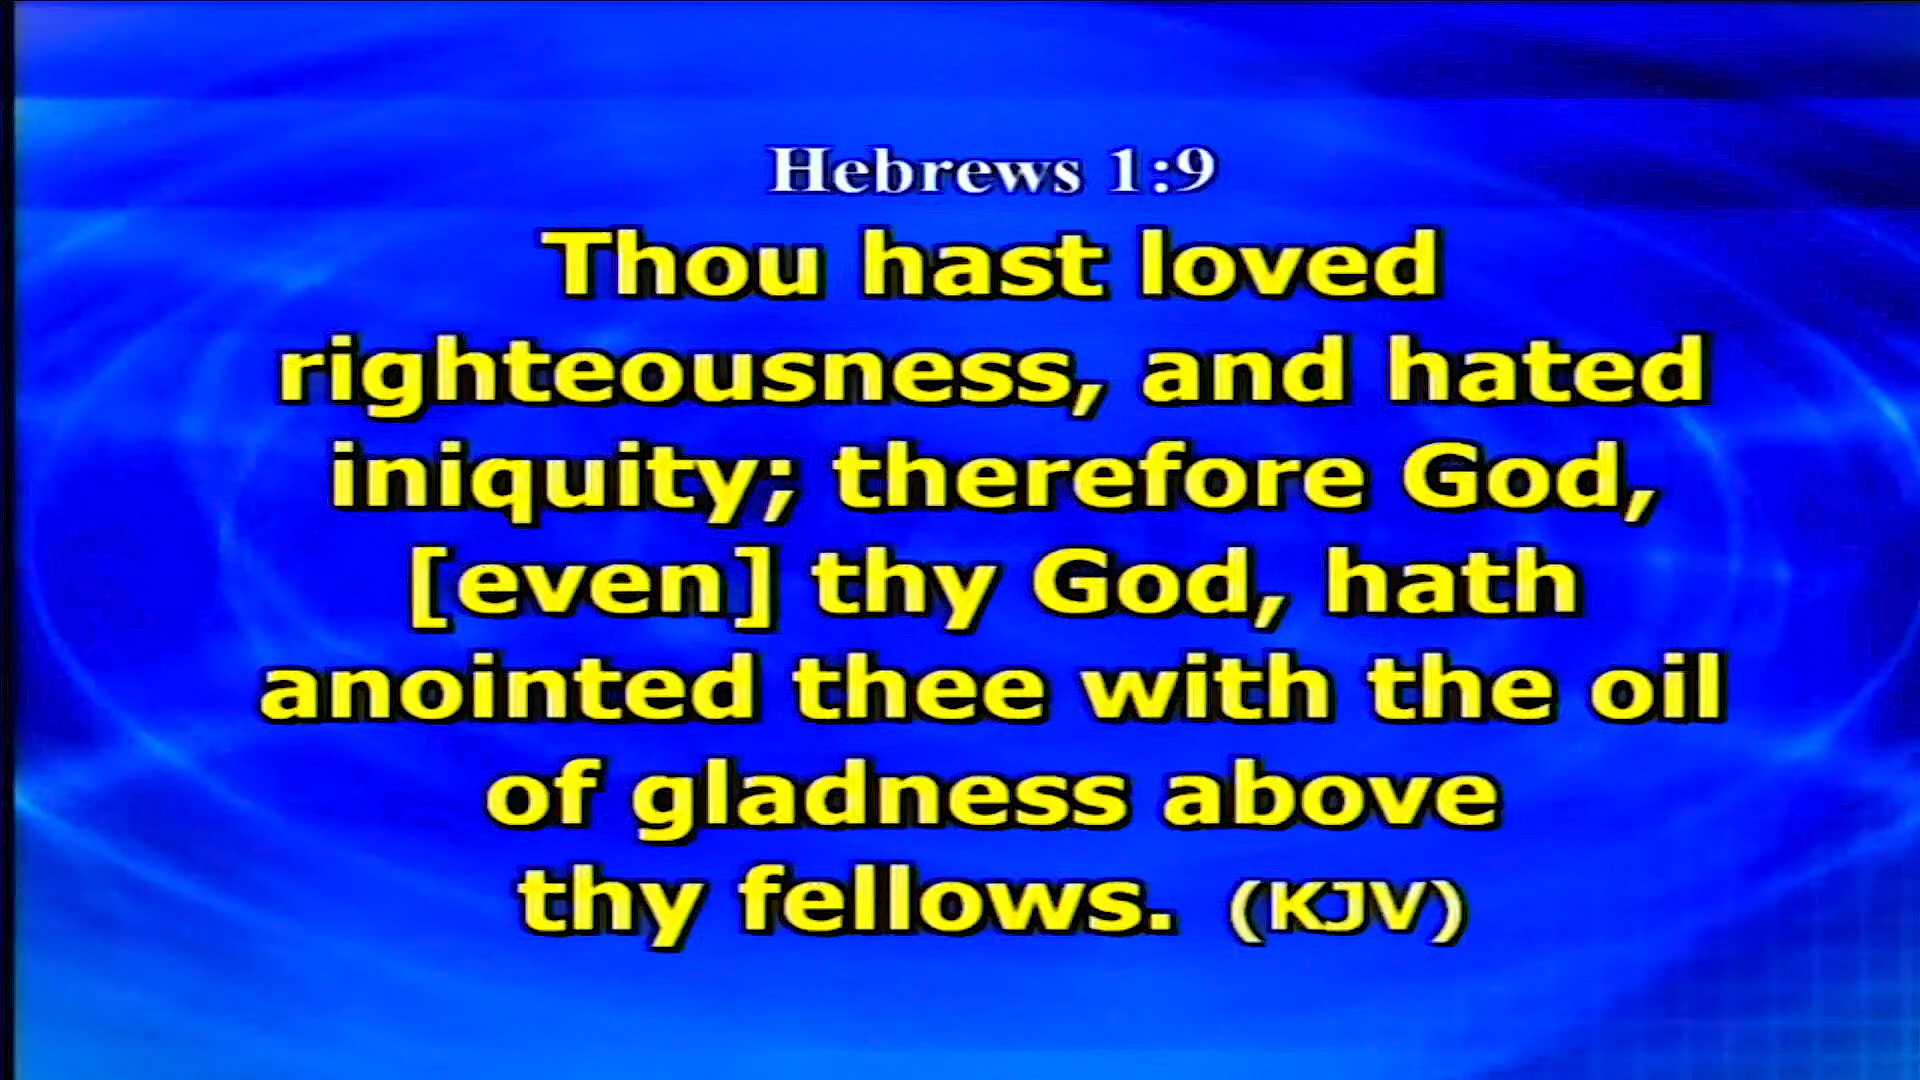 Hebrews 1:9
Thou hast loved
righteousness, and hated
iniquity; therefore God,
[even] thy God, hath
anointed thee with the oil
of gladness above
thy fellows. (KJV)